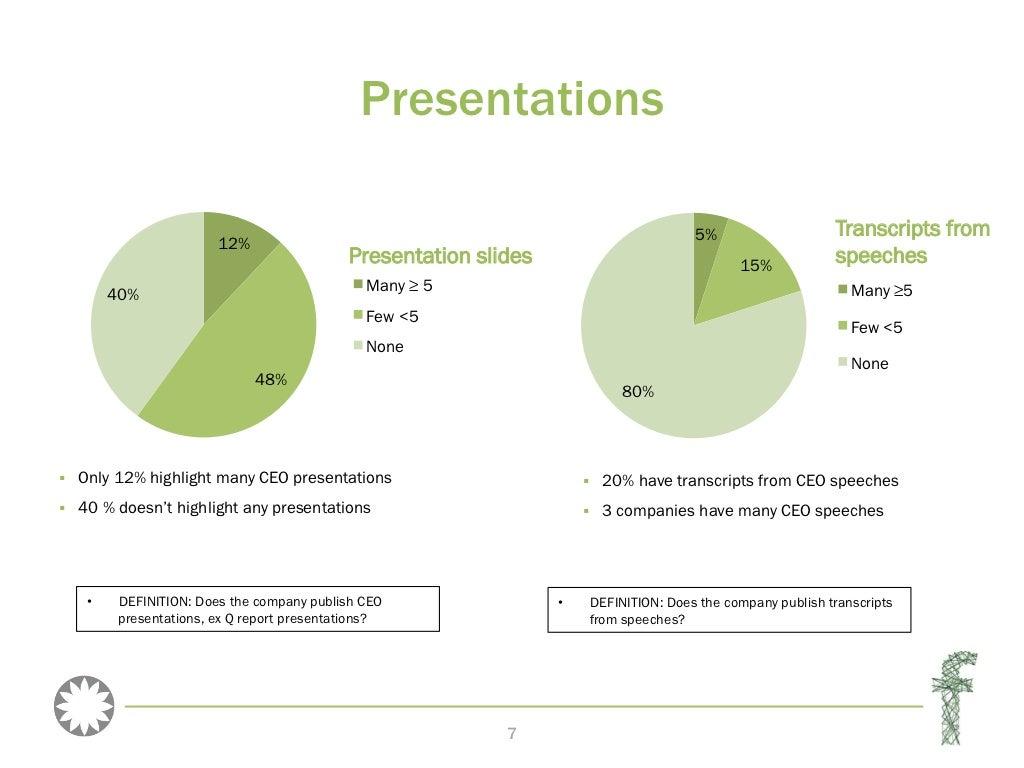 Presentations
12%
40%
48%
Presentation slides
Many ≥ 5
Few <5
None
5%
15%
80%
Transcripts from
speeches
Many ≥5
Few <5
None
▪ Only 12% highlight many CEO presentations
▪ 40 % doesn’t highlight any presentations
▪ 20% have transcripts from CEO speeches
▪ 3 companies have many CEO speeches
• DEFINITION: Does the company publish CEO
presentations, ex Q report presentations?
• DEFINITION: Does the company publish transcripts
from speeches?
f
7